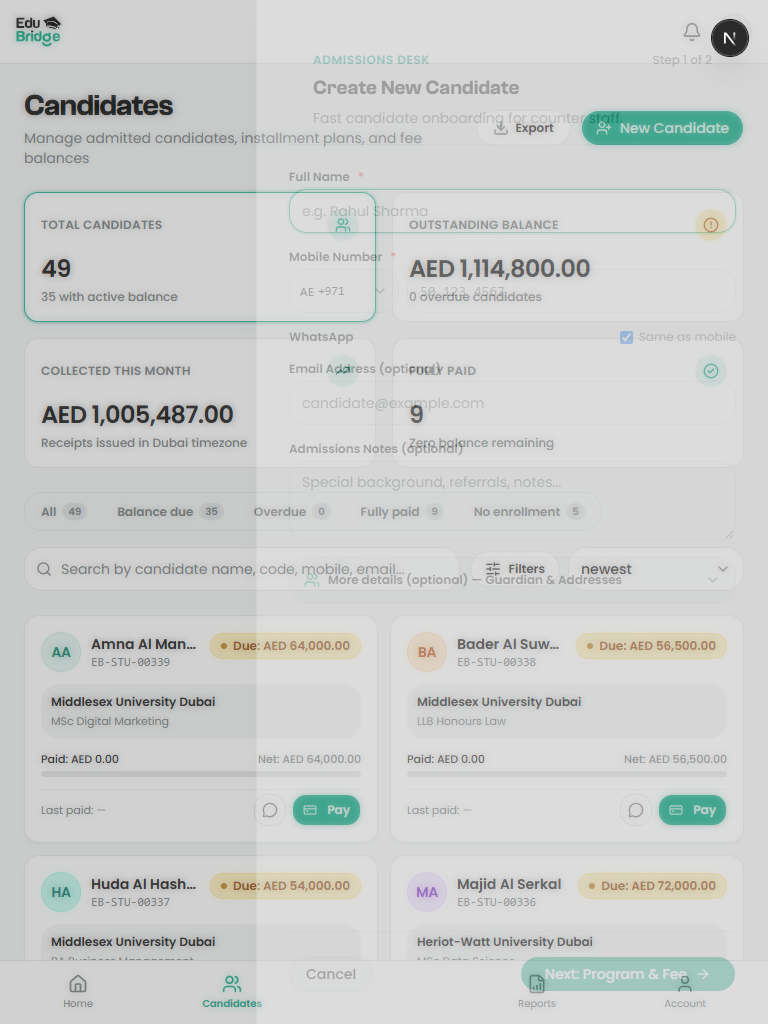 Edu
Bridge
N
ADMISSIONS DESK
Step 1 of 2
Create New Candidate
Fast candidate onboarding for counter staff.
Candidates
Manage admitted candidates, installment plans, and fee
balances
Export
New Candidate
Full Name *
e.g. Rahul Sharma
Mobile Number *
AE +971
50 123 4567
WhatsApp
Same as mobile
Email Address (optional)
candidate@example.com
Admissions Notes (optional)
Special background, referrals, notes...
More details (optional) — Guardian & Addresses
Cancel
Next: Program & Fee
TOTAL CANDIDATES
49
35 with active balance
OUTSTANDING BALANCE
AED 1,114,800.00
0 overdue candidates
COLLECTED THIS MONTH
AED 1,005,487.00
Receipts issued in Dubai timezone
FULLY PAID
9
Zero balance remaining
All 49
Balance due 35
Overdue 0
Fully paid 9
No enrollment 5
Search by candidate name, code, mobile, email...
Filters
newest
AA
Amna Al Man...
EB-STU-00339
Due: AED 64,000.00
Middlesex University Dubai
MSc Digital Marketing
Paid: AED 0.00
Net: AED 64,000.00
Last paid: —
Pay
BA
Bader Al Suw...
EB-STU-00338
Due: AED 56,500.00
Middlesex University Dubai
LLB Honours Law
Paid: AED 0.00
Net: AED 56,500.00
Last paid: —
Pay
HA
Huda Al Hash...
EB-STU-00337
Due: AED 54,000.00
Middlesex University Dubai
BA Business Management
MA
Majid Al Serkal
EB-STU-00336
Due: AED 72,000.00
Heriot-Watt University Dubai
MSc Data Science
Home
Candidates
Reports
Account